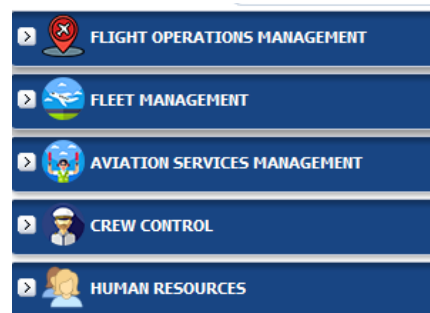 FLIGHT OPERATIONS MANAGEMENT
FLEET MANAGEMENT
AVIATION SERVICES MANAGEMENT
CREW CONTROL
HUMAN RESOURCES